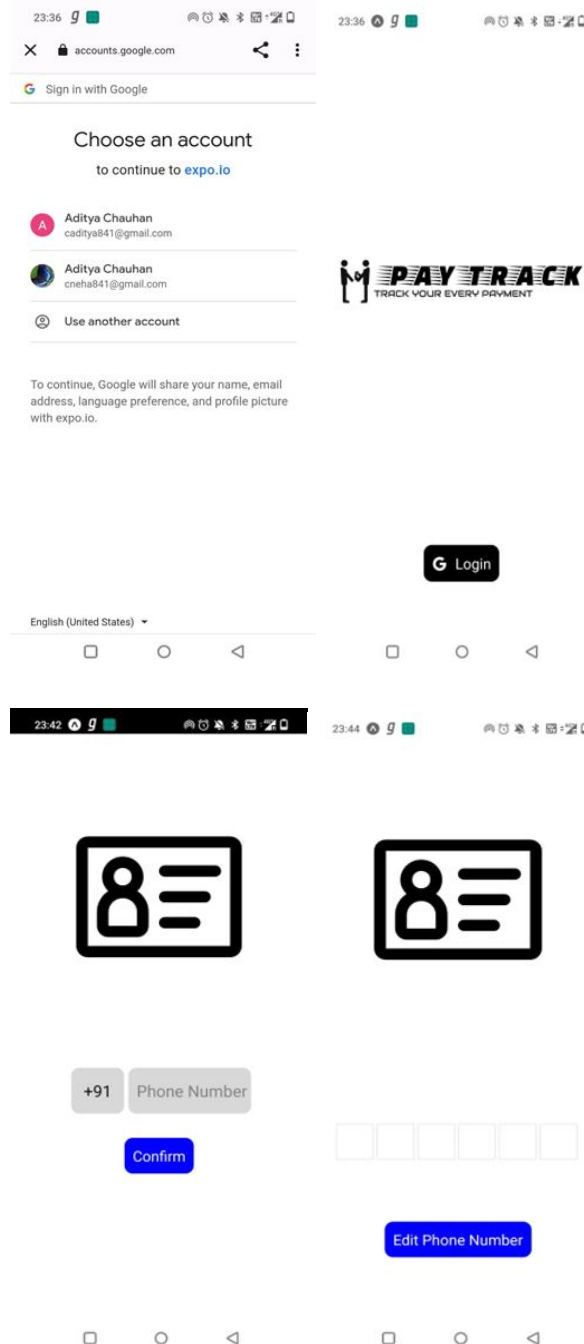 23:36
accounts.google.com
G Sign in with Google
Choose an account
to continue to expo.io
A
Aditya Chauhan
caditya841@gmail.com
Aditya Chauhan
cneha841@gmail.com
Use another account
To continue, Google will share your name, email
address, language preference, and profile picture
with expo.io.
English (United States)
23:36
PAY TRACK
TRACK YOUR EVERY PAYMENT
G Login
23:42
+91 Phone Number
Confirm
23:44
Edit Phone Number